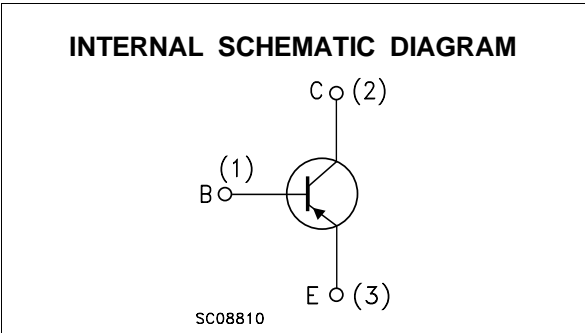 INTERNAL SCHEMATIC DIAGRAM
C (2)
(1)
B
E (3)
SC08810